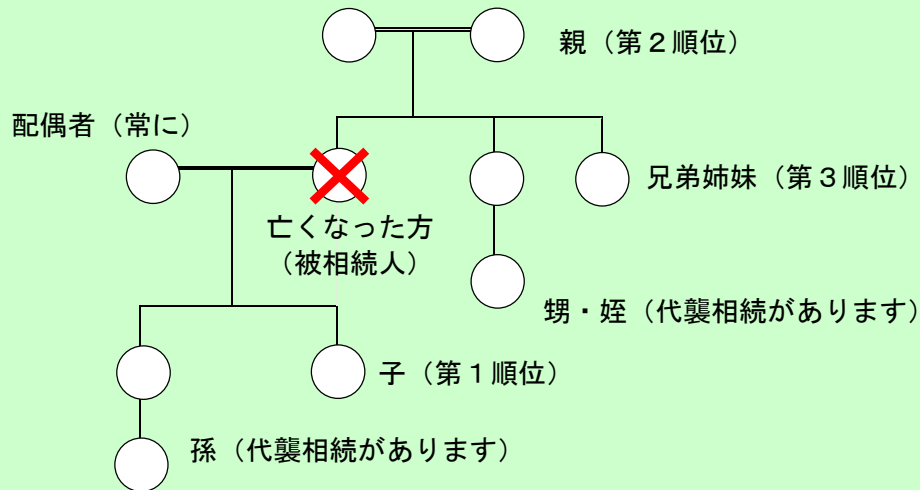 親（第２順位）
配偶者（常に）
兄弟姉妹（第３順位）
亡くなった方
（被相続人）
甥・姪（代襲相続があります）
子（第１順位）
孫（代襲相続があります）